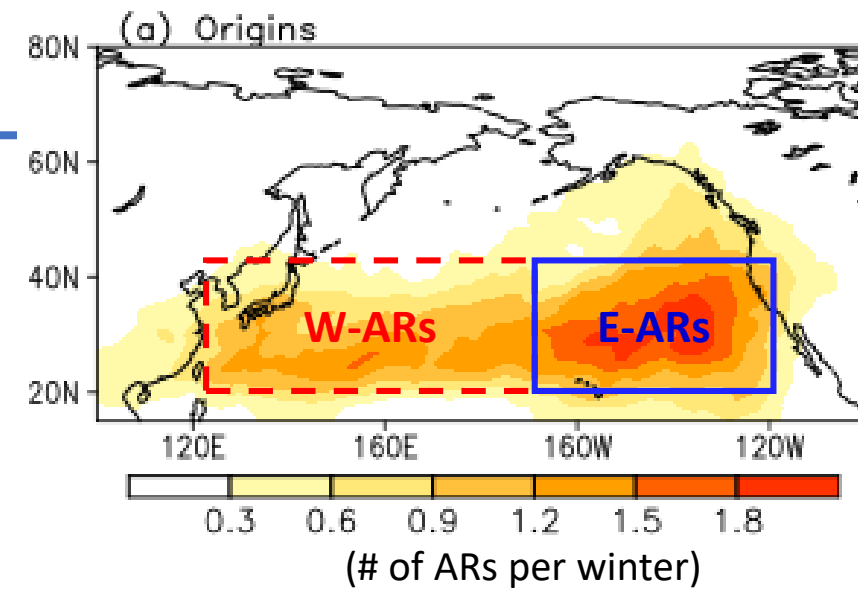 (a) Origins
80N
60N
40N
20N
W-ARs
E-ARs
120E 160E 160W 120W
0.3 0.6 0.9 1.2 1.5 1.8
(# of ARs per winter)